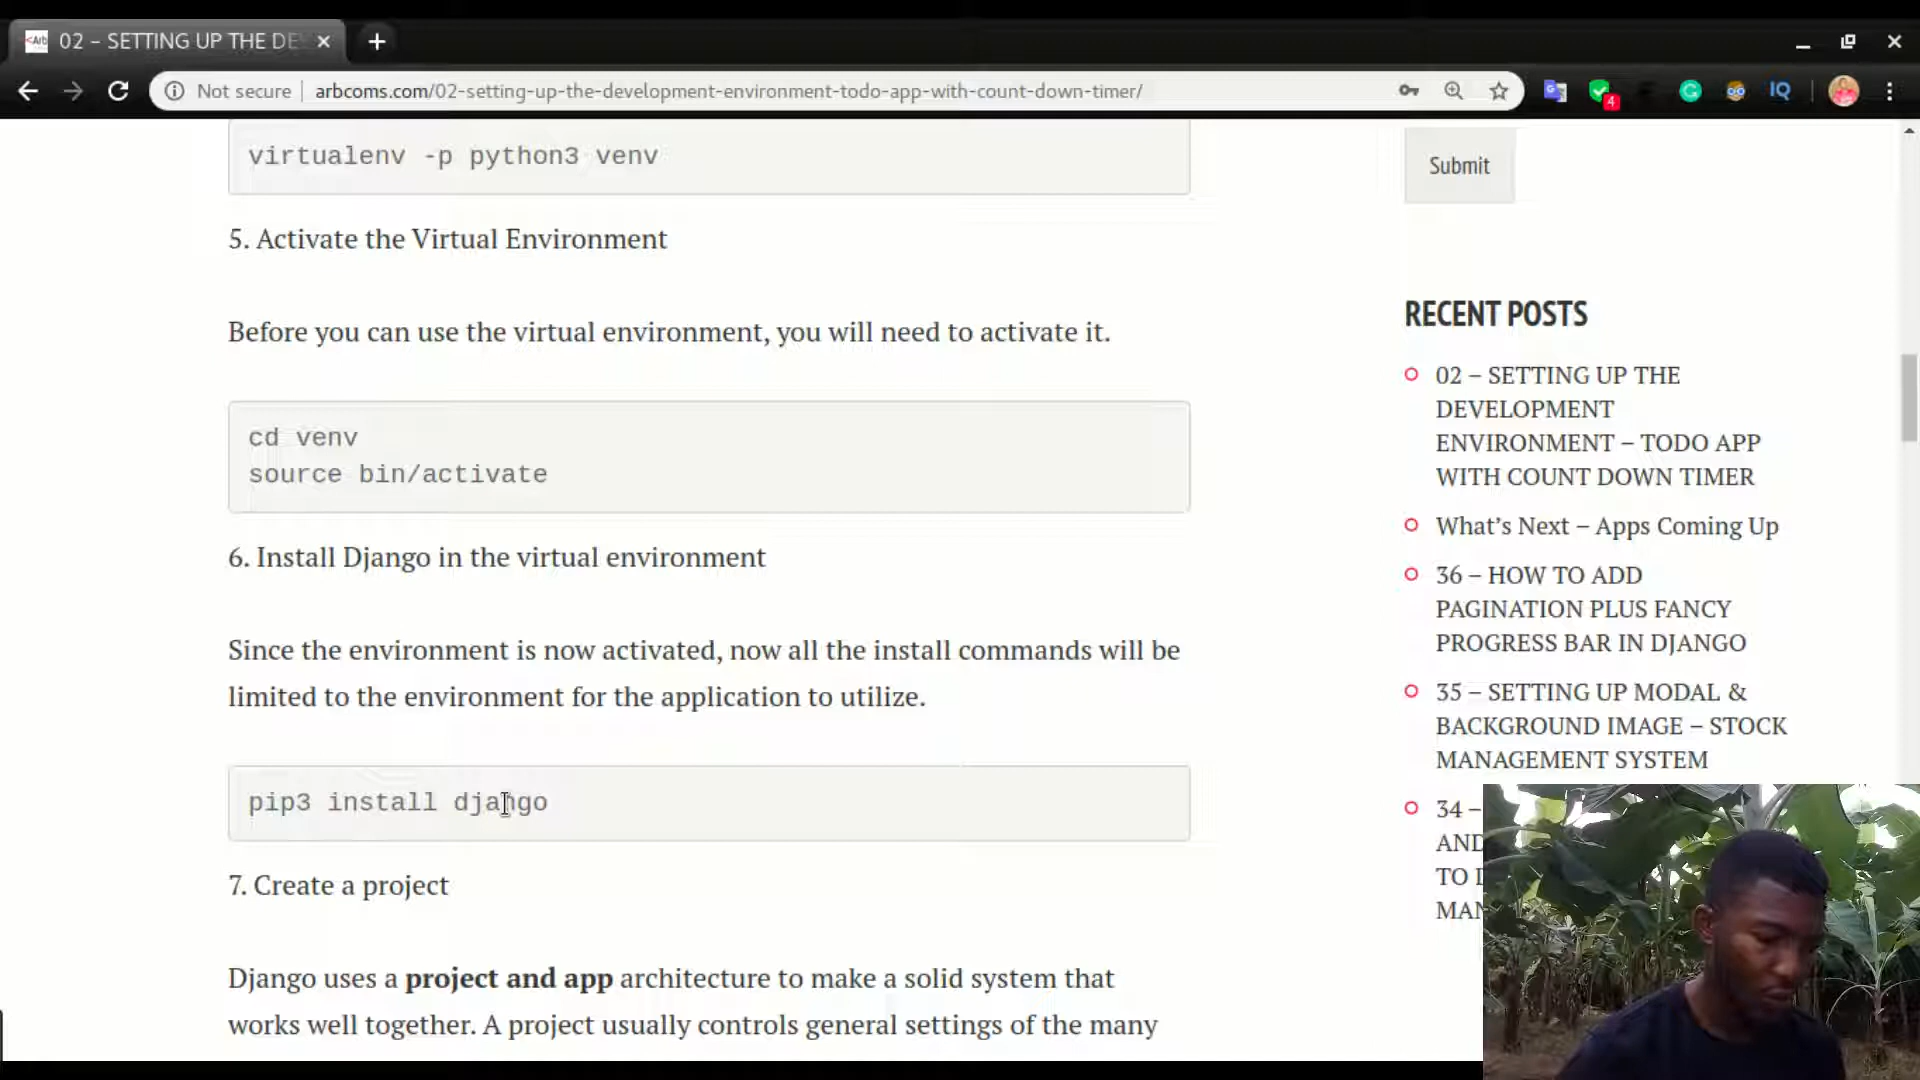 02 – SETTING UP THE DE
Not secure
arbcoms.com/02-setting-up-the-development-environment-todo-app-with-count-down-timer/
4
IQ
virtualenv -p python3 venv
5. Activate the Virtual Environment
Before you can use the virtual environment, you will need to activate it.
cd venv
source bin/activate
6. Install Django in the virtual environment
Since the environment is now activated, now all the install commands will be
limited to the environment for the application to utilize.
pip3 install django
7. Create a project
Django uses a project and app architecture to make a solid system that
works well together. A project usually controls general settings of the many
Submit
RECENT POSTS
02 – SETTING UP THE
DEVELOPMENT
ENVIRONMENT – TODO APP
WITH COUNT DOWN TIMER
What's Next – Apps Coming Up
36 – HOW TO ADD
PAGINATION PLUS FANCY
PROGRESS BAR IN DJANGO
35 – SETTING UP MODAL &
BACKGROUND IMAGE – STOCK
MANAGEMENT SYSTEM
34 –
AND
TO
MAN